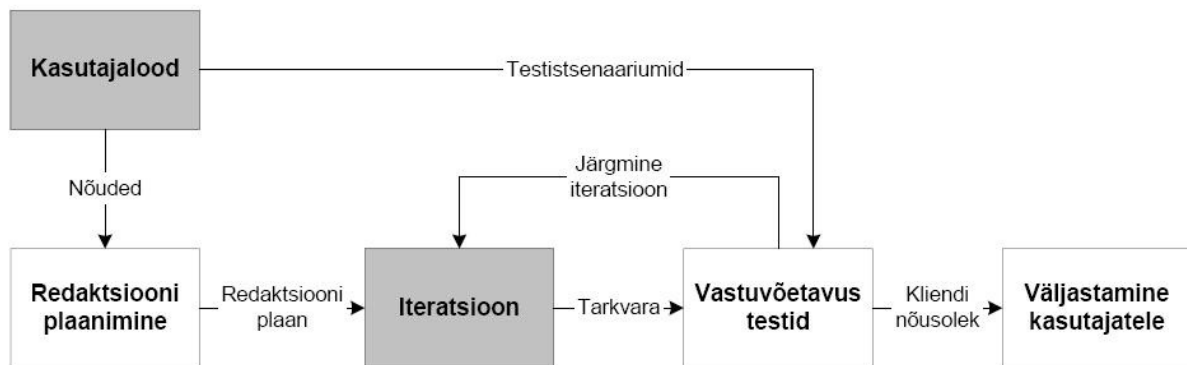 Kasutajalood
Testistsenaariumid
Järgmine
iteratsioon
Nõuded
Redaktsiooni
plaanimine
Redaktsiooni
plaan
Iteratsioon
Tarkvara
Vastuvõetavus
testid
Kliendi
nõusolek
Väljastamine
kasutajatele